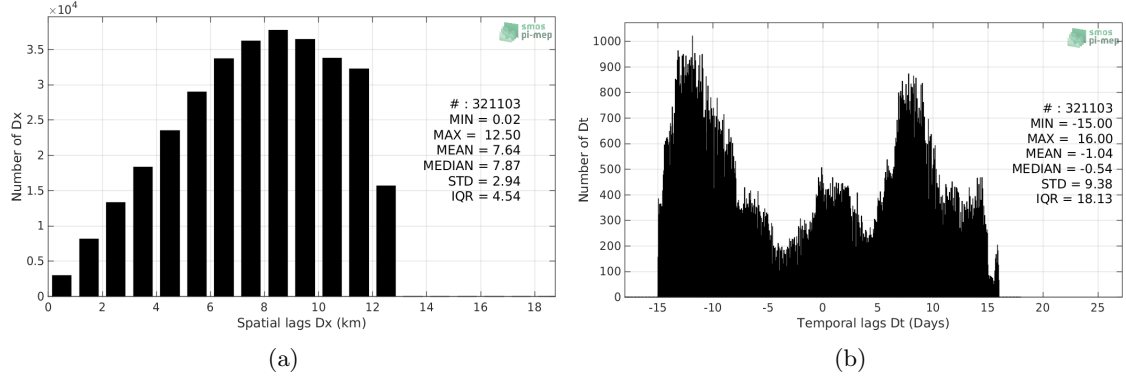 ×10⁴
3.5
3
2.5
2
1.5
1
0.5
0
Number of Dx
smos
pi-mep
# : 321103
MIN = 0.02
MAX = 12.50
MEAN = 7.64
MEDIAN = 7.87
STD = 2.94
IQR = 4.54
0 2 4 6 8 10 12 14 16 18
Spatial lags Dx (km)
(a)
1000
900
800
700
600
500
400
300
200
100
0
Number of Dt
smos
pi-mep
# : 321103
MIN = -15.00
MAX = 16.00
MEAN = -1.04
MEDIAN = -0.54
STD = 9.38
IQR = 18.13
-15 -10 -5 0 5 10 15 20 25
Temporal lags Dt (Days)
(b)